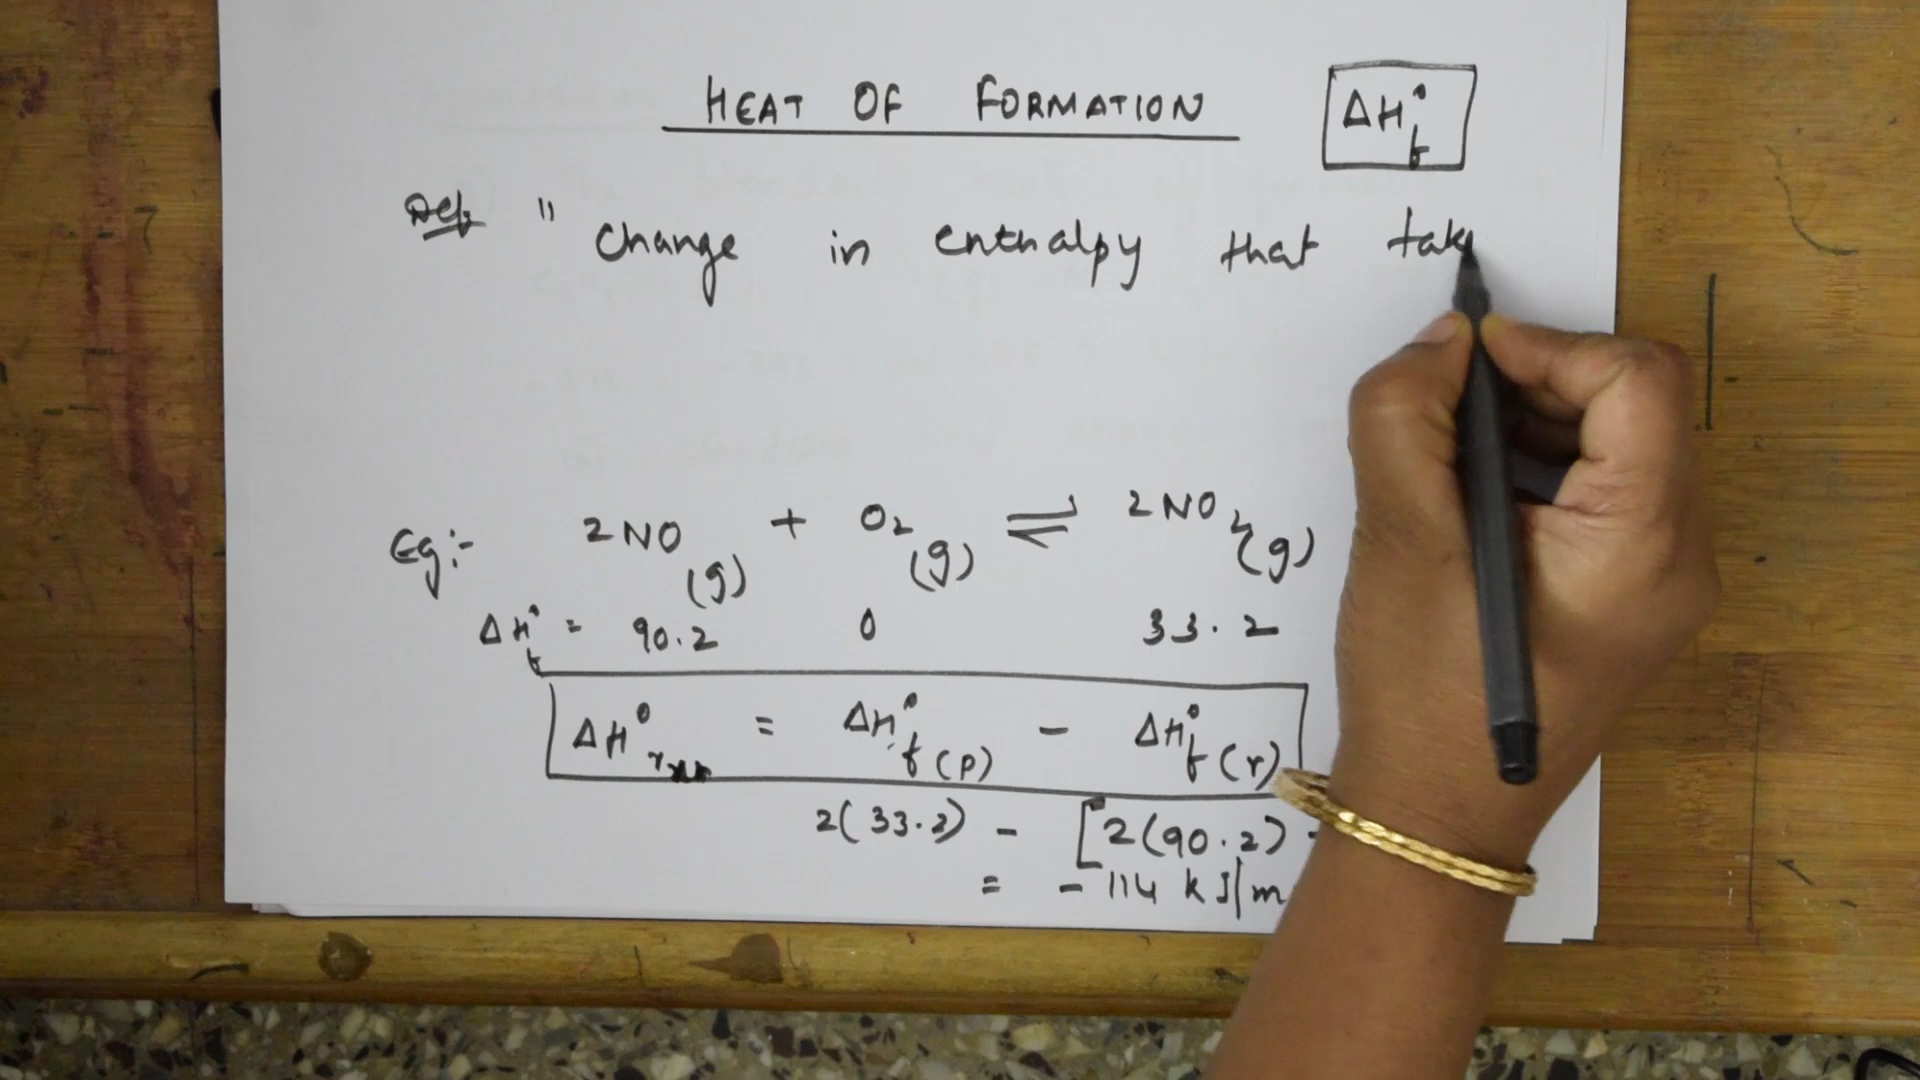 HEAT OF FORMATION ΔH°f
Def " Change in enthalpy that tak
Eg:- 2NO(g) + O₂(g) ⇌ 2NO₂(g)
ΔH°f = 90.2 0 33.2
ΔH°rxn = ΔH°f(p) - ΔH°f(r)
2(33.2) - [2(90.2)
= - 114 kJ/m